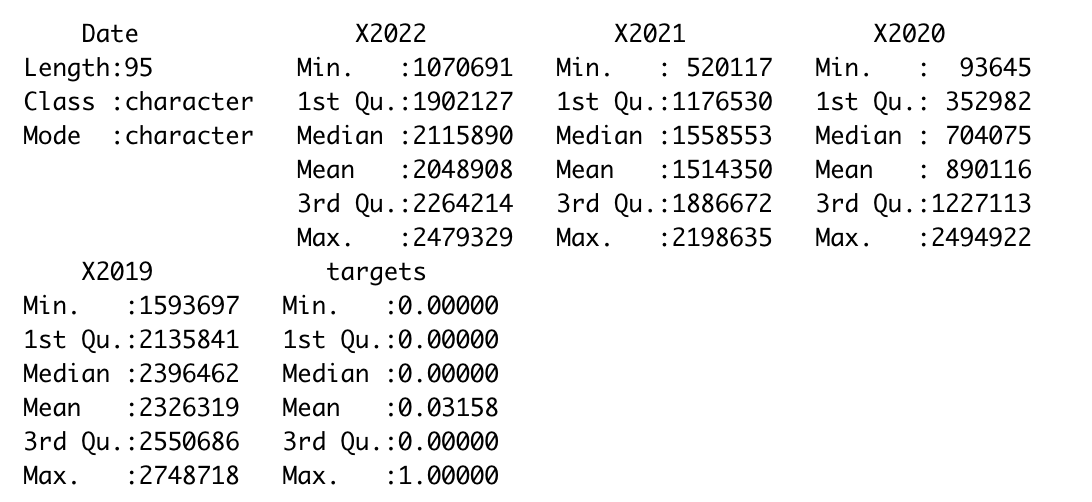 Date               X2022             X2021             X2020
Length:95          Min.   :1070691   Min.   : 520117   Min.   :  93645
Class :character   1st Qu.:1902127   1st Qu.:1176530   1st Qu.: 352982
Mode  :character   Median :2115890   Median :1558553   Median : 704075
                   Mean   :2048908   Mean   :1514350   Mean   : 890116
                   3rd Qu.:2264214   3rd Qu.:1886672   3rd Qu.:1227113
                   Max.   :2479329   Max.   :2198635   Max.   :2494922
    X2019            targets
Min.   :1593697   Min.   :0.00000
1st Qu.:2135841   1st Qu.:0.00000
Median :2396462   Median :0.00000
Mean   :2326319   Mean   :0.03158
3rd Qu.:2550686   3rd Qu.:0.00000
Max.   :2748718   Max.   :1.00000